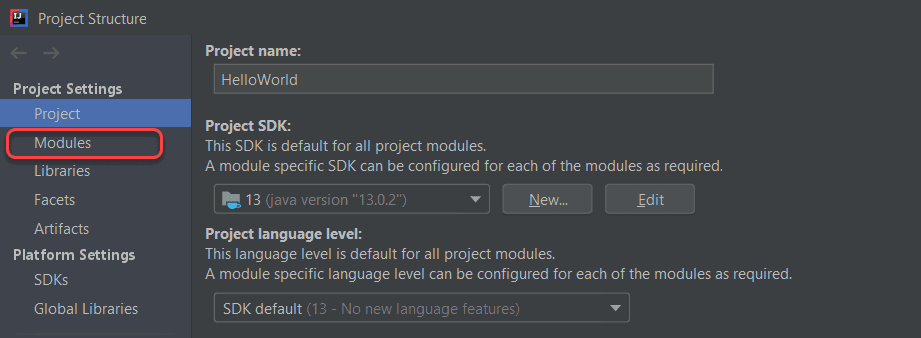 Project Structure
Project Settings
Project
Modules
Libraries
Facets
Artifacts
Platform Settings
SDKs
Global Libraries
Project name:
HelloWorld
Project SDK:
This SDK is default for all project modules.
A module specific SDK can be configured for each of the modules as required.
13 (java version "13.0.2")
New...
Edit
Project language level:
This language level is default for all project modules.
A module specific language level can be configured for each of the modules as required.
SDK default (13 - No new language features)